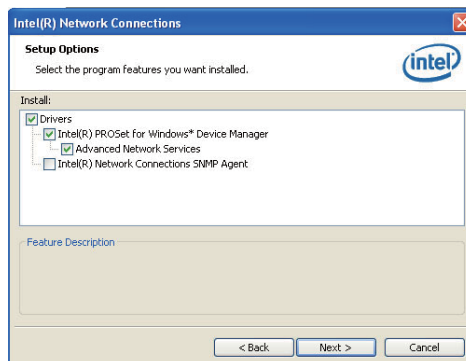 Intel(R) Network Connections
Setup Options
Select the program features you want installed.
intel
Install:
Drivers
Intel(R) PROSet for Windows* Device Manager
Advanced Network Services
Intel(R) Network Connections SNMP Agent
Feature Description
< Back
Next >
Cancel